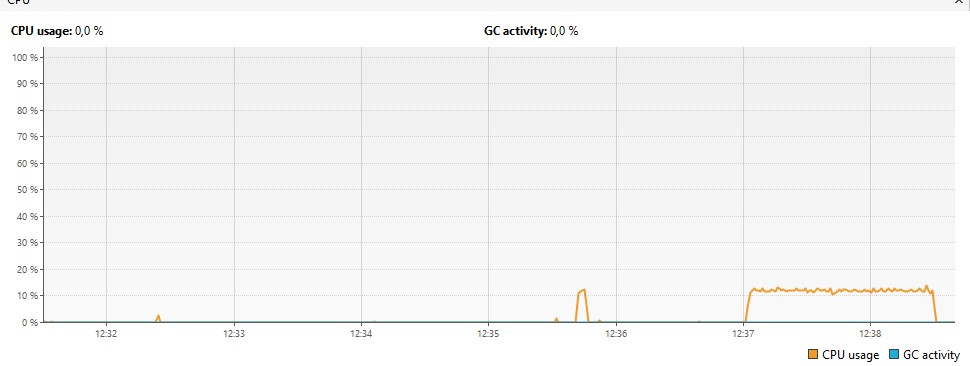 CPU
CPU usage: 0,0 %
GC activity: 0,0 %
100 %
90 %
80 %
70 %
60 %
50 %
40 %
30 %
20 %
10 %
0 %
12:32 12:33 12:34 12:35 12:36 12:37 12:38
CPU usage GC activity